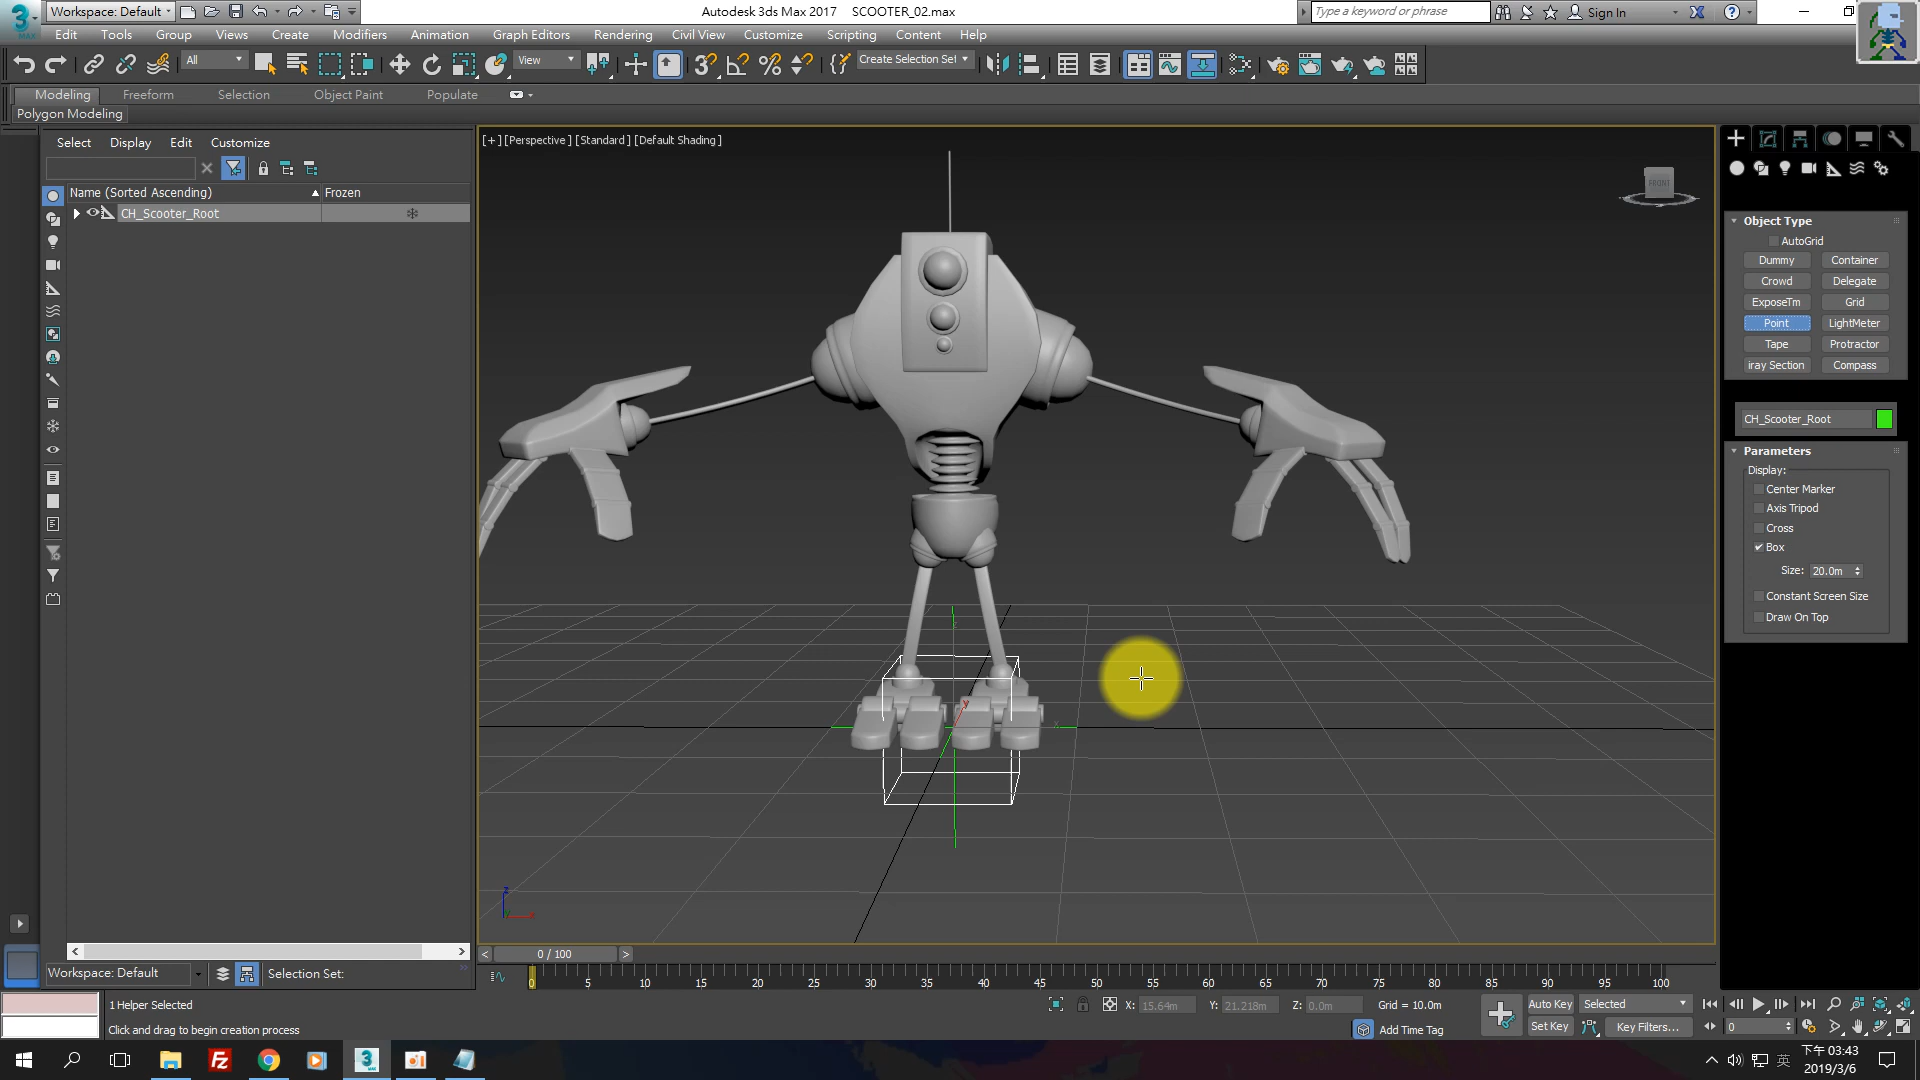 3
MAX
Workspace: Default
Autodesk 3ds Max 2017    SCOOTER_02.max
Type a keyword or phrase
Sign In
Edit
Tools
Group
Views
Create
Modifiers
Animation
Graph Editors
Rendering
Civil View
Customize
Scripting
Content
Help
All
View
Create Selection Set
Modeling
Freeform
Selection
Object Paint
Populate
Polygon Modeling
Select
Display
Edit
Customize
Name (Sorted Ascending)
Frozen
CH_Scooter_Root
[+] [Perspective] [Standard] [Default Shading]
FRONT
Object Type
AutoGrid
Dummy
Container
Crowd
Delegate
ExposeTm
Grid
Point
LightMeter
Tape
Protractor
iray Section
Compass
CH_Scooter_Root
Parameters
Display:
Center Marker
Axis Tripod
Cross
Box
Size: 20.0m
Constant Screen Size
Draw On Top
y
x
z
0 / 100
0 5 10 15 20 25 30 35 40 45 50 55 60 65 70 75 80 85 90 95 100
Workspace: Default
Selection Set:
1 Helper Selected
Click and drag to begin creation process
X: 15.64m
Y: 21.218m
Z: 0.0m
Grid = 10.0m
Add Time Tag
Auto Key
Selected
Set Key
Key Filters...
0
英
下午 03:43
2019/3/6